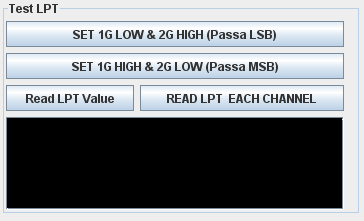 Test LPT
SET 1G LOW & 2G HIGH (Passa LSB)
SET 1G HIGH & 2G LOW (Passa MSB)
Read LPT Value
READ LPT EACH CHANNEL